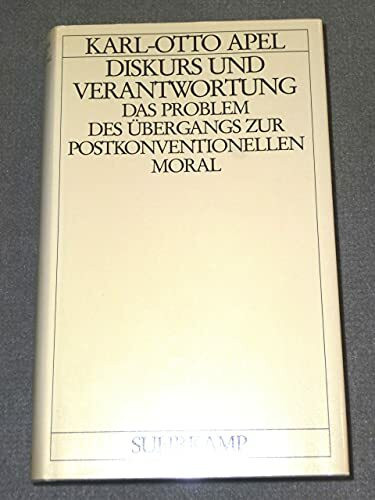 KARL-OTTO APEL
DISKURS UND
VERANTWORTUNG
DAS PROBLEM
DES ÜBERGANGS ZUR
POSTKONVENTIONELLEN
MORAL
SUHRKAMP